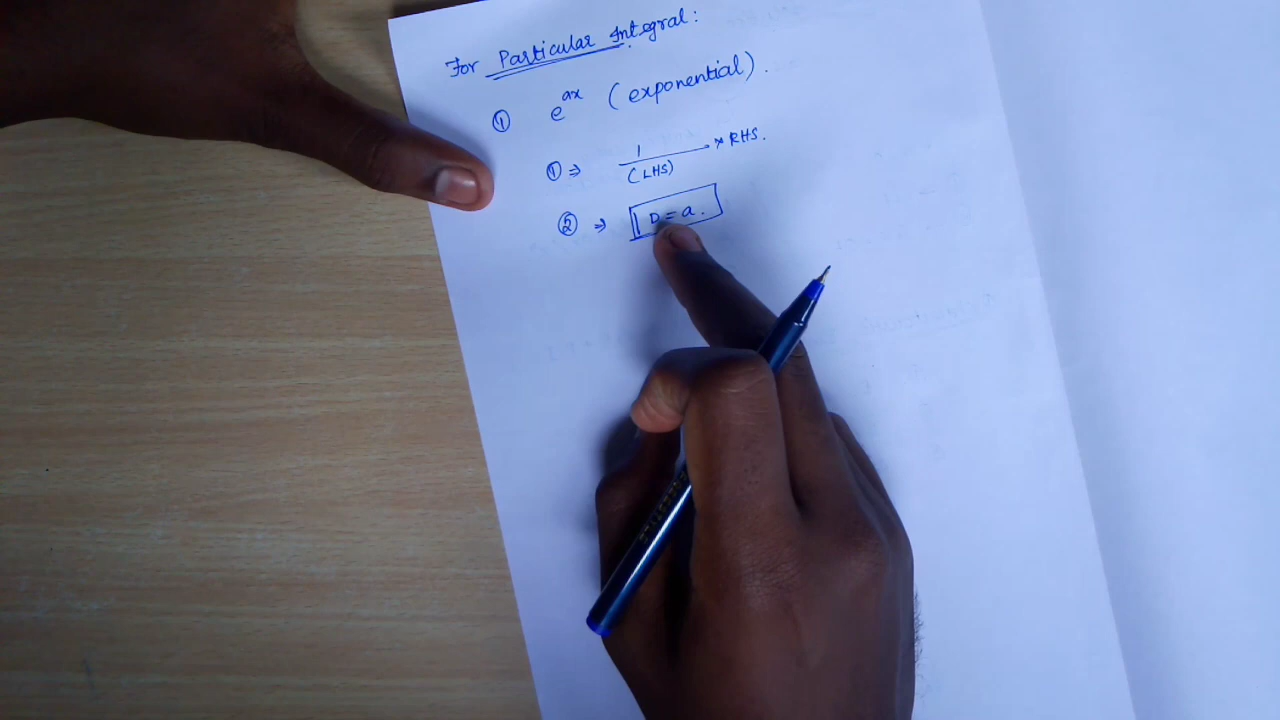 For Particular Integral:
① e^ax (exponential).
① ⇒ 1/(LHS) × RHS.
② ⇒ D = a.